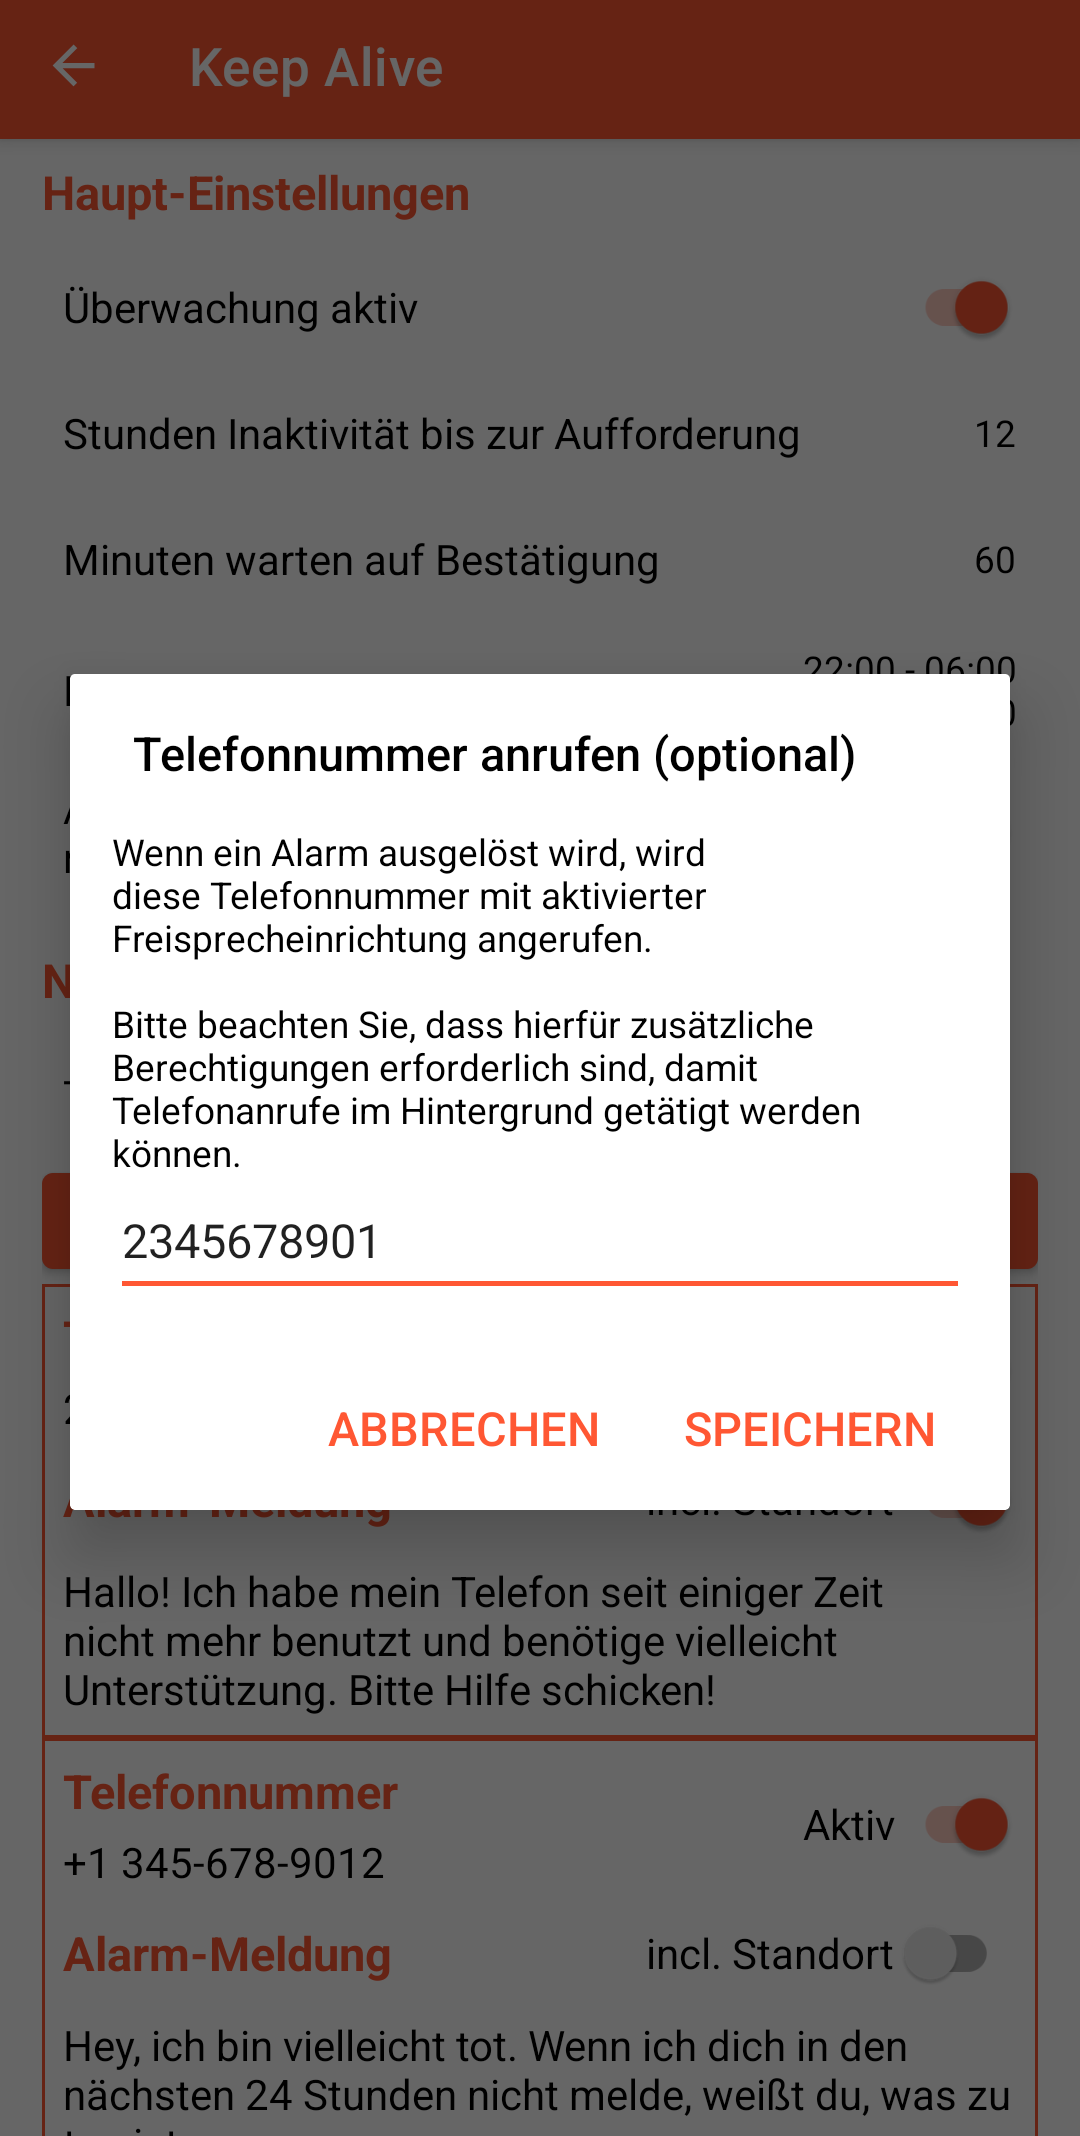 Keep Alive
Haupt-Einstellungen
Überwachung aktiv
Stunden Inaktivität bis zur Aufforderung 12
Minuten warten auf Bestätigung 60
22:00 - 06:00
Telefonnummer anrufen (optional)
Wenn ein Alarm ausgelöst wird, wird
diese Telefonnummer mit aktivierter
Freisprecheinrichtung angerufen.
Bitte beachten Sie, dass hierfür zusätzliche
Berechtigungen erforderlich sind, damit
Telefonanrufe im Hintergrund getätigt werden
können.
2345678901
ABBRECHEN SPEICHERN
Alarm-Meldung incl. Standort
Hallo! Ich habe mein Telefon seit einiger Zeit
nicht mehr benutzt und benötige vielleicht
Unterstützung. Bitte Hilfe schicken!
Telefonnummer
Aktiv
+1 345-678-9012
Alarm-Meldung incl. Standort
Hey, ich bin vielleicht tot. Wenn ich dich in den
nächsten 24 Stunden nicht melde, weißt du, was zu